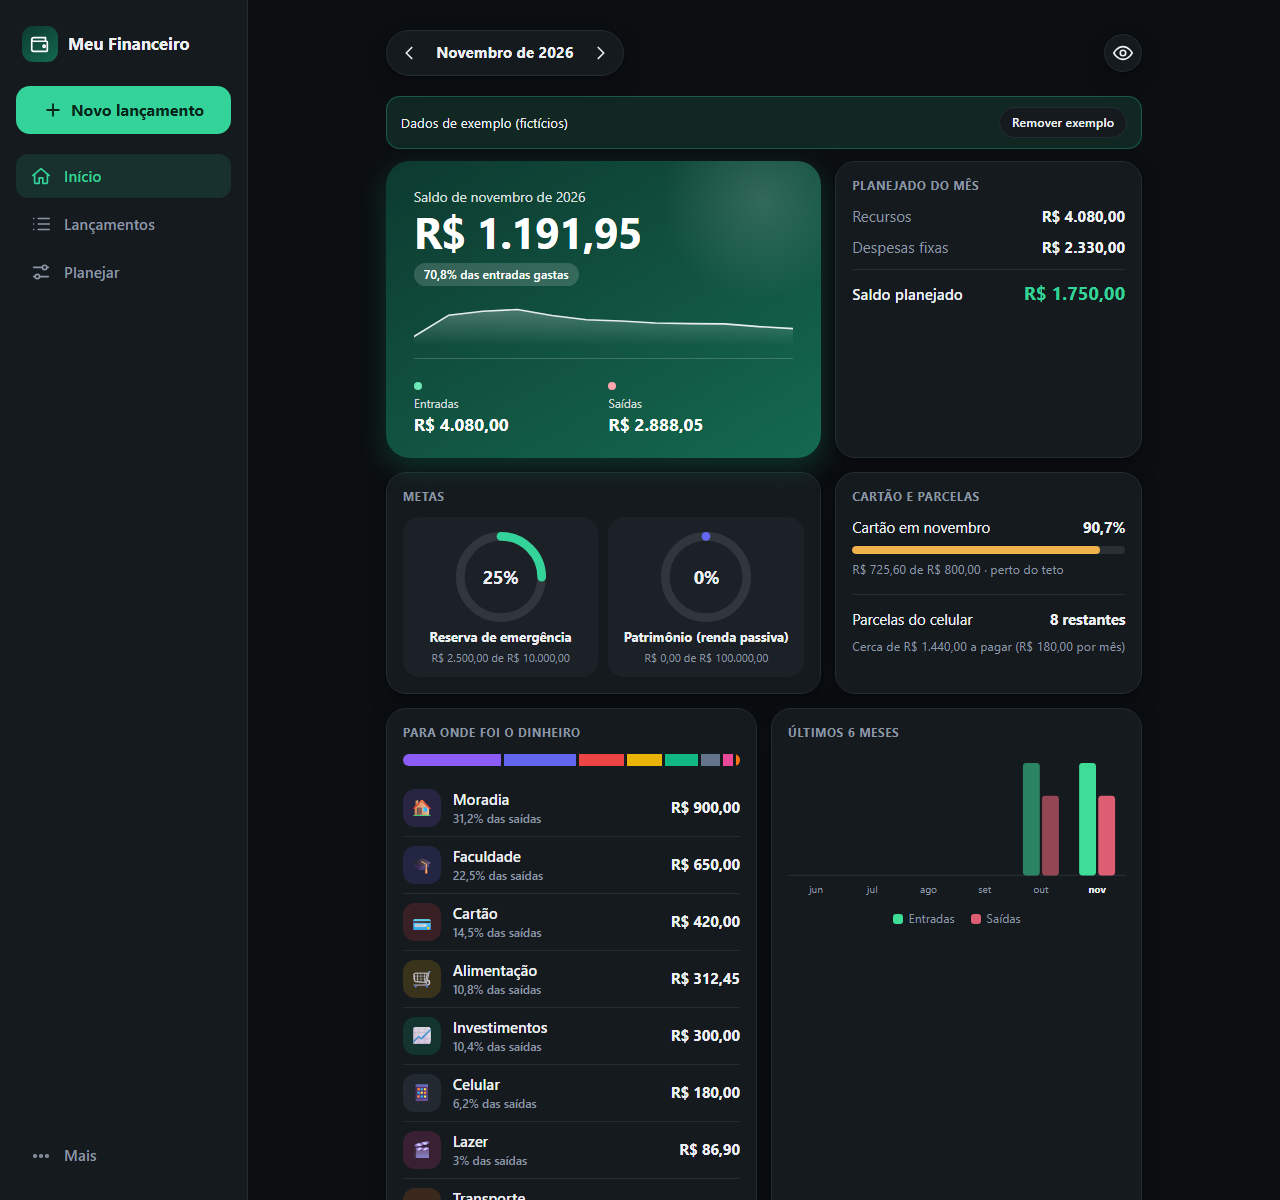 Meu Financeiro
Novo lançamento
Início
Lançamentos
Planejar
Mais
Novembro de 2026
Dados de exemplo (fictícios)
Remover exemplo
Saldo de novembro de 2026
R$ 1.191,95
70,8% das entradas gastas
Entradas
R$ 4.080,00
Saídas
R$ 2.888,05
PLANEJADO DO MÊS
Recursos R$ 4.080,00
Despesas fixas R$ 2.330,00
Saldo planejado R$ 1.750,00
METAS
25%
Reserva de emergência
R$ 2.500,00 de R$ 10.000,00
0%
Patrimônio (renda passiva)
R$ 0,00 de R$ 100.000,00
CARTÃO E PARCELAS
Cartão em novembro 90,7%
R$ 725,60 de R$ 800,00 · perto do teto
Parcelas do celular 8 restantes
Cerca de R$ 1.440,00 a pagar (R$ 180,00 por mês)
PARA ONDE FOI O DINHEIRO
Moradia R$ 900,00
31,2% das saídas
Faculdade R$ 650,00
22,5% das saídas
Cartão R$ 420,00
14,5% das saídas
Alimentação R$ 312,45
10,8% das saídas
Investimentos R$ 300,00
10,4% das saídas
Celular R$ 180,00
6,2% das saídas
Lazer R$ 86,90
3% das saídas
Transporte
ÚLTIMOS 6 MESES
jun jul ago set out nov
Entradas Saídas